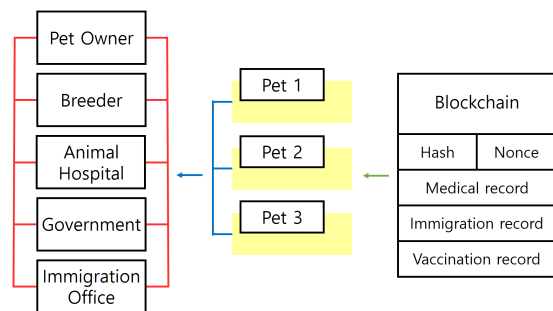 Pet Owner
Breeder
Animal
Hospital
Government
Immigration
Office
Pet 1
Pet 2
Pet 3
Blockchain
Hash
Nonce
Medical record
Immigration record
Vaccination record